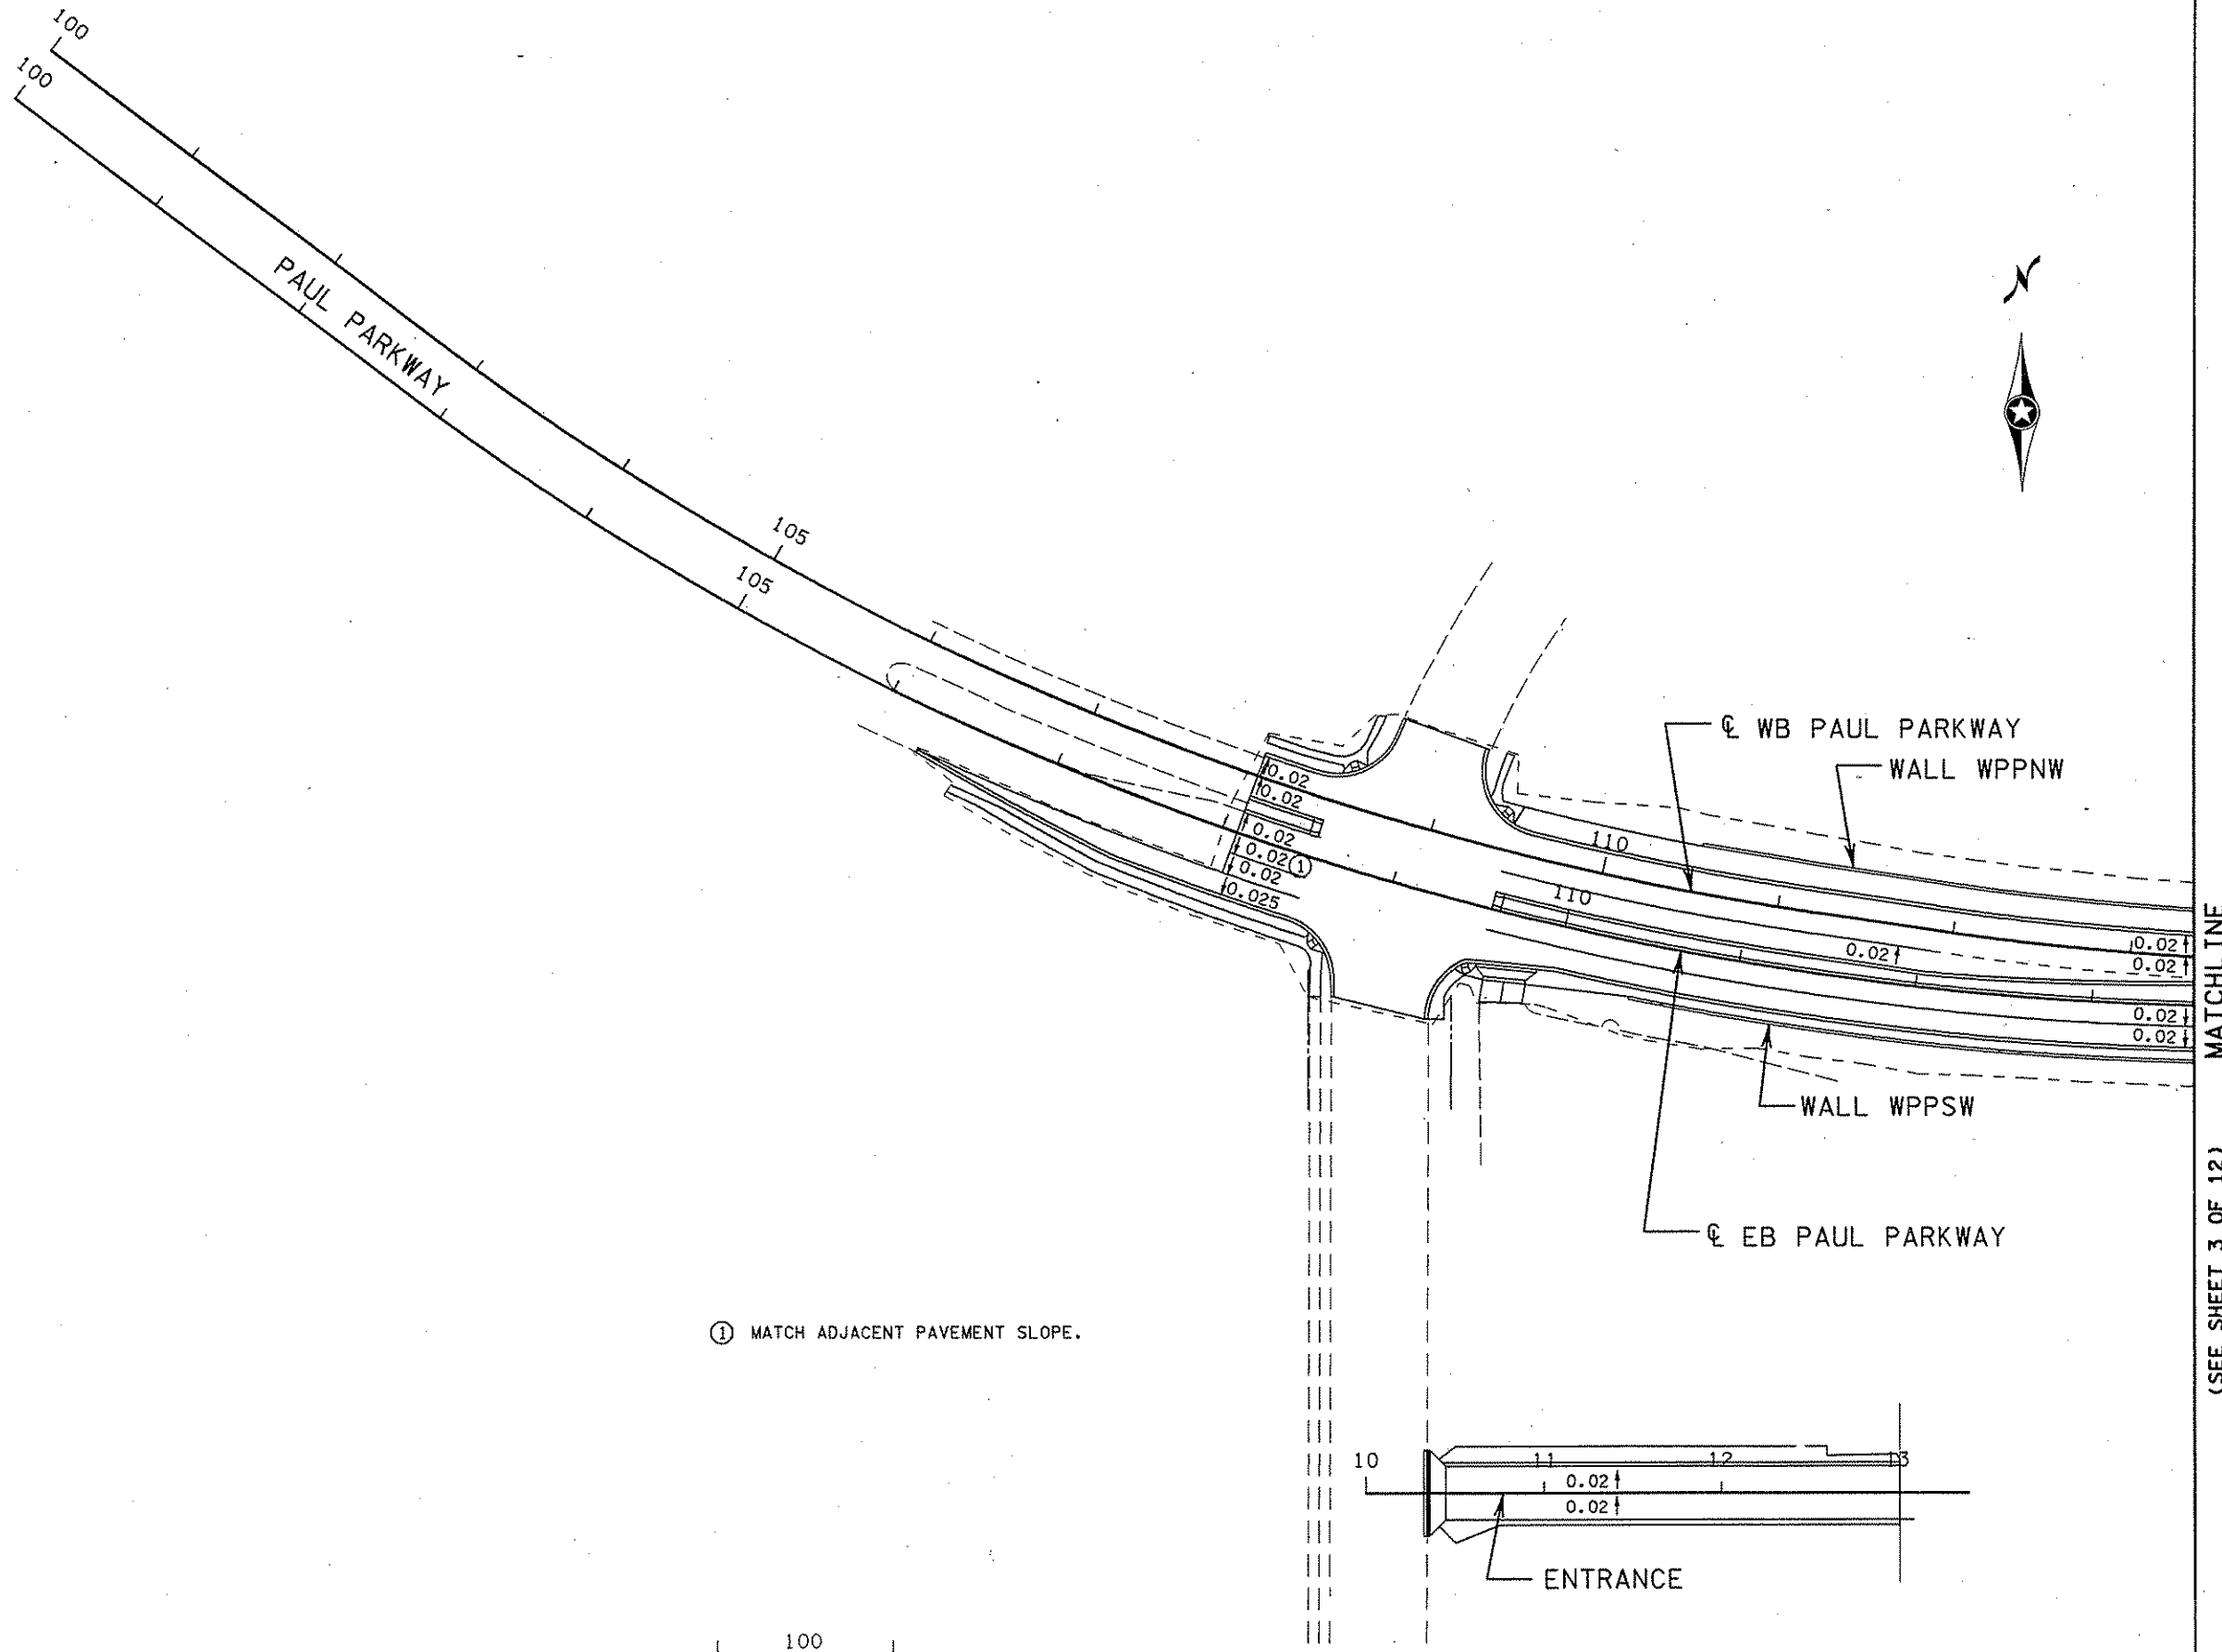 100
100
PAUL PARKWAY
105
105
N
℄ WB PAUL PARKWAY
WALL WPPNW
0.02
0.02
0.02
0.02 ①
0.02
0.025
110
110
0.02
0.02
0.02
0.02
0.02
MATCHLINE
(SEE SHEET 3 OF 12)
WALL WPPSW
℄ EB PAUL PARKWAY
① MATCH ADJACENT PAVEMENT SLOPE.
10
11
12
13
0.02
0.02
ENTRANCE
100